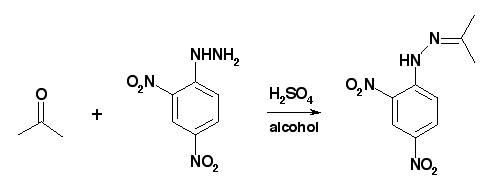 O
+
NHNH₂
O₂N
NO₂
H₂SO₄
alcohol
N
HN
O₂N
NO₂